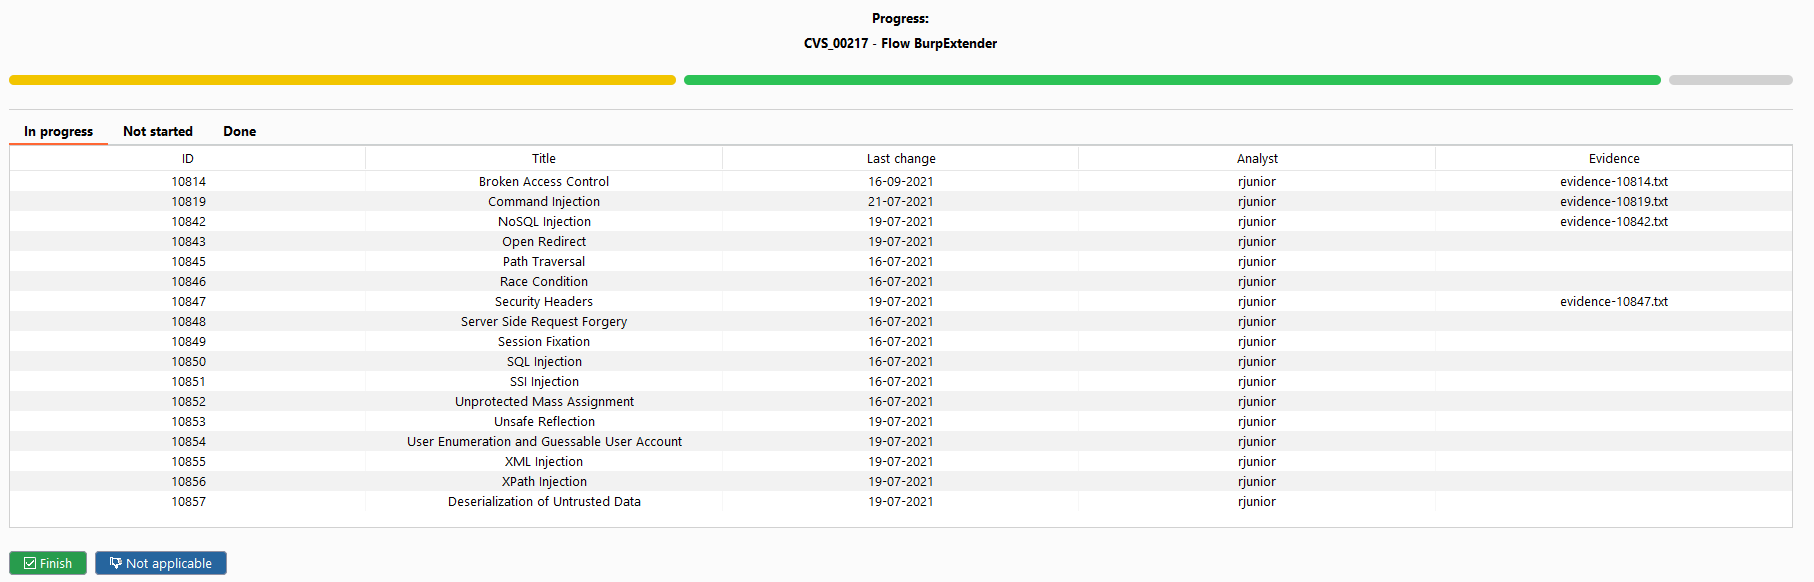 Progress:
CVS_00217 - Flow BurpExtender
In progress Not started Done
ID Title Last change Analyst Evidence
10814 Broken Access Control 16-09-2021 rjunior evidence-10814.txt
10819 Command Injection 21-07-2021 rjunior evidence-10819.txt
10842 NoSQL Injection 19-07-2021 rjunior evidence-10842.txt
10843 Open Redirect 19-07-2021 rjunior
10845 Path Traversal 16-07-2021 rjunior
10846 Race Condition 16-07-2021 rjunior
10847 Security Headers 19-07-2021 rjunior evidence-10847.txt
10848 Server Side Request Forgery 16-07-2021 rjunior
10849 Session Fixation 16-07-2021 rjunior
10850 SQL Injection 16-07-2021 rjunior
10851 SSI Injection 16-07-2021 rjunior
10852 Unprotected Mass Assignment 16-07-2021 rjunior
10853 Unsafe Reflection 19-07-2021 rjunior
10854 User Enumeration and Guessable User Account 19-07-2021 rjunior
10855 XML Injection 19-07-2021 rjunior
10856 XPath Injection 19-07-2021 rjunior
10857 Deserialization of Untrusted Data 19-07-2021 rjunior
Finish Not applicable